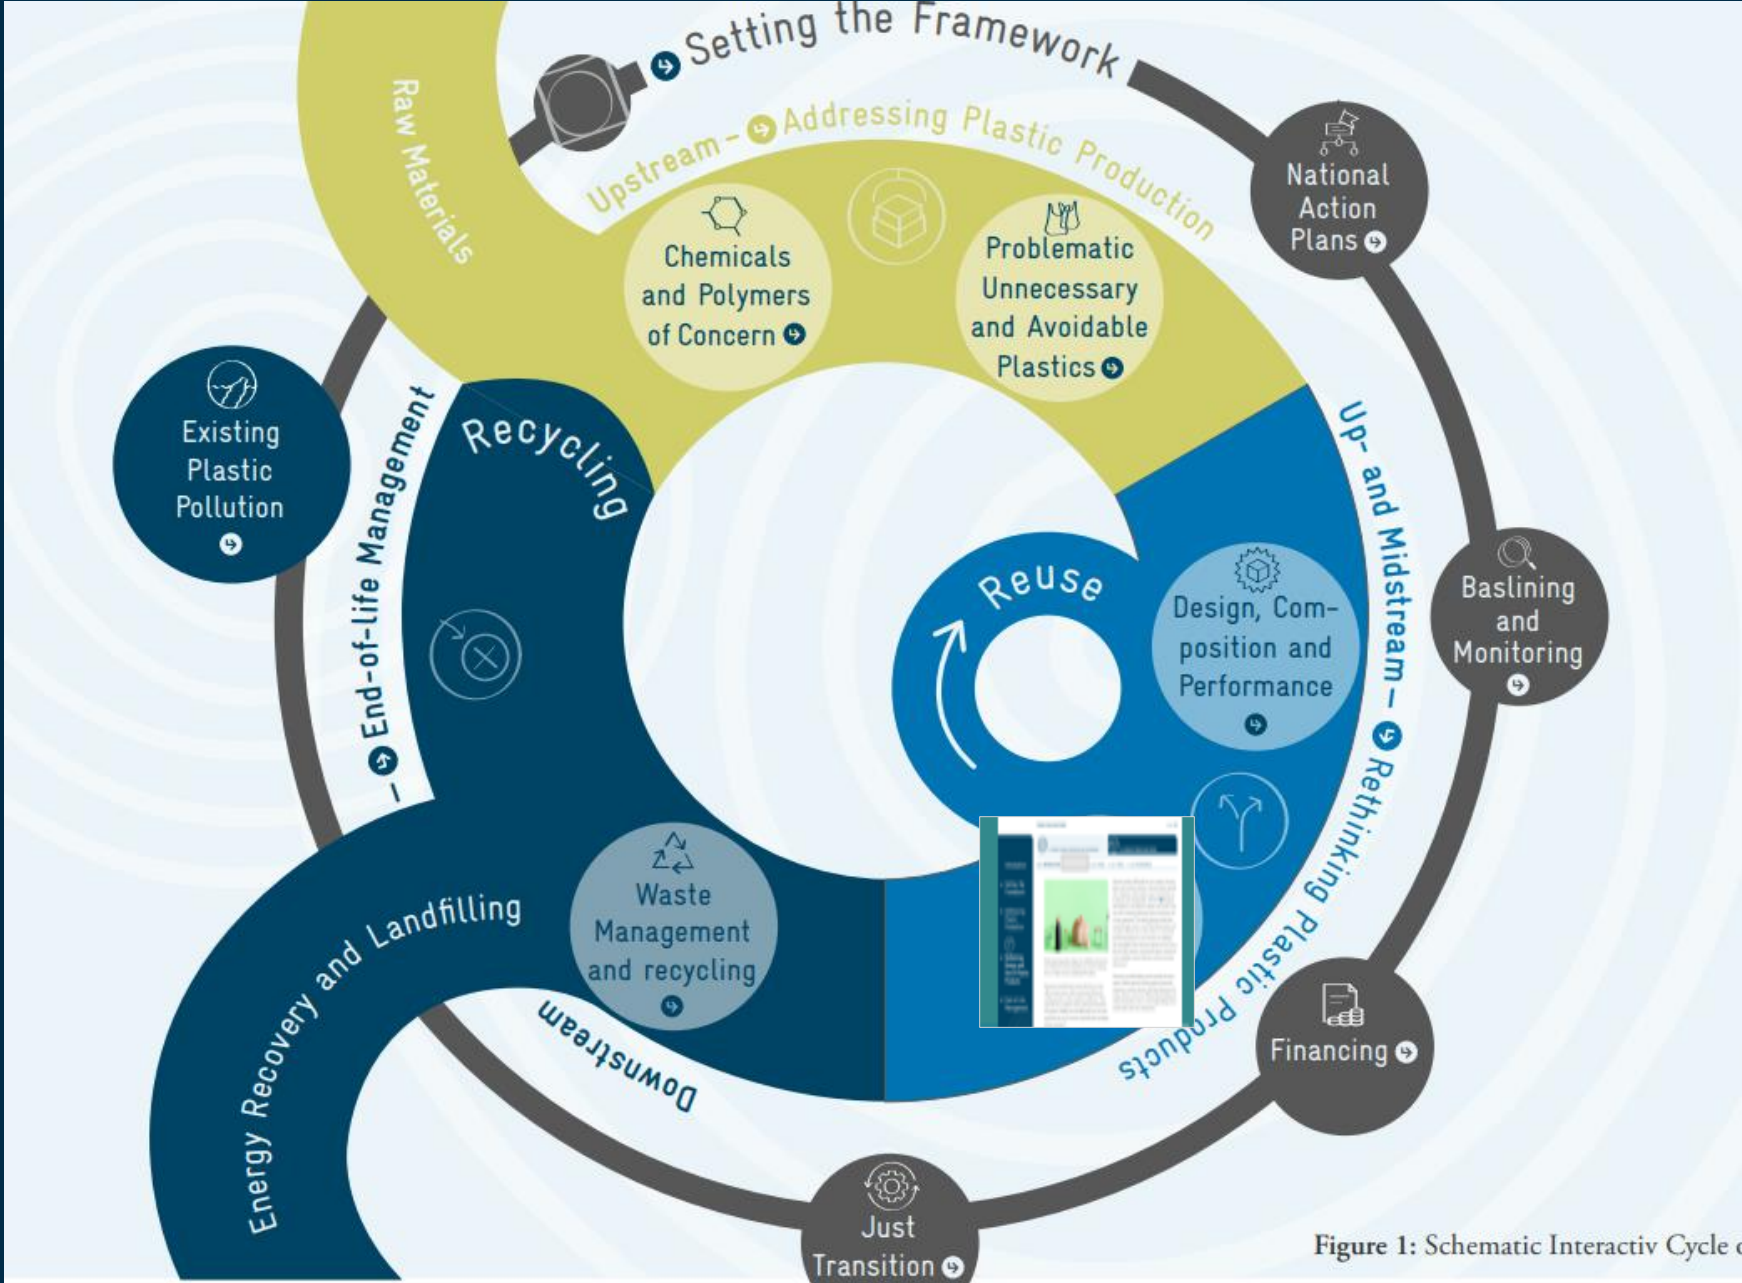 Setting the Framework
Upstream – Addressing Plastic Production
Raw Materials
Chemicals
and Polymers
of Concern
Problematic
Unnecessary
and Avoidable
Plastics
National
Action
Plans
Existing
Plastic
Pollution
– End-of-life Management
Recycling
Reuse
Design, Com-
position and
Performance
Up- and Midstream – Rethinking Plastic Products
Baslining
and
Monitoring
Waste
Management
and recycling
Energy Recovery and Landfilling
Downstream
Financing
Just
Transition
Figure 1: Schematic Interactiv Cycle